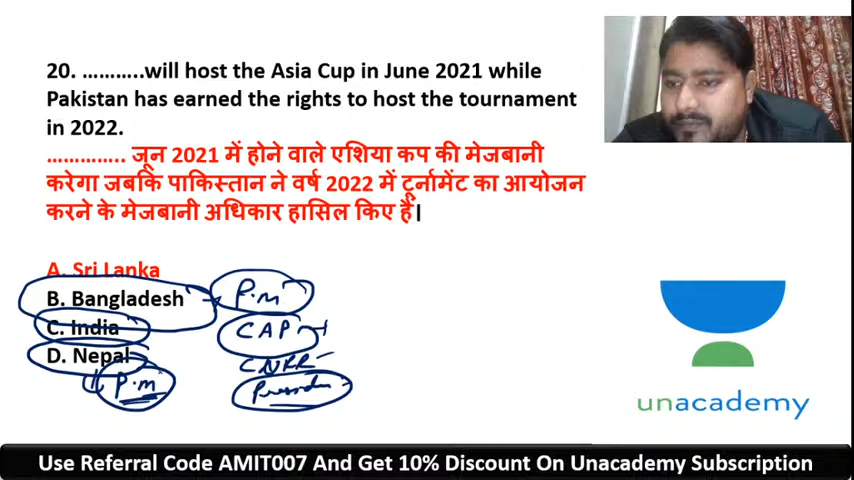 20. ………..will host the Asia Cup in June 2021 while
Pakistan has earned the rights to host the tournament
in 2022.
………….. जून 2021 में होने वाले एशिया कप की मेजबानी
करेगा जबकि पाकिस्तान ने वर्ष 2022 में टूर्नामेंट का आयोजन
करने के मेजबानी अधिकार हासिल किए हैं|
A. Sri Lanka
B. Bangladesh
P.M
C. India
CAP
D. Nepal
P.m
unacademy
Use Referral Code AMIT007 And Get 10% Discount On Unacademy Subscription